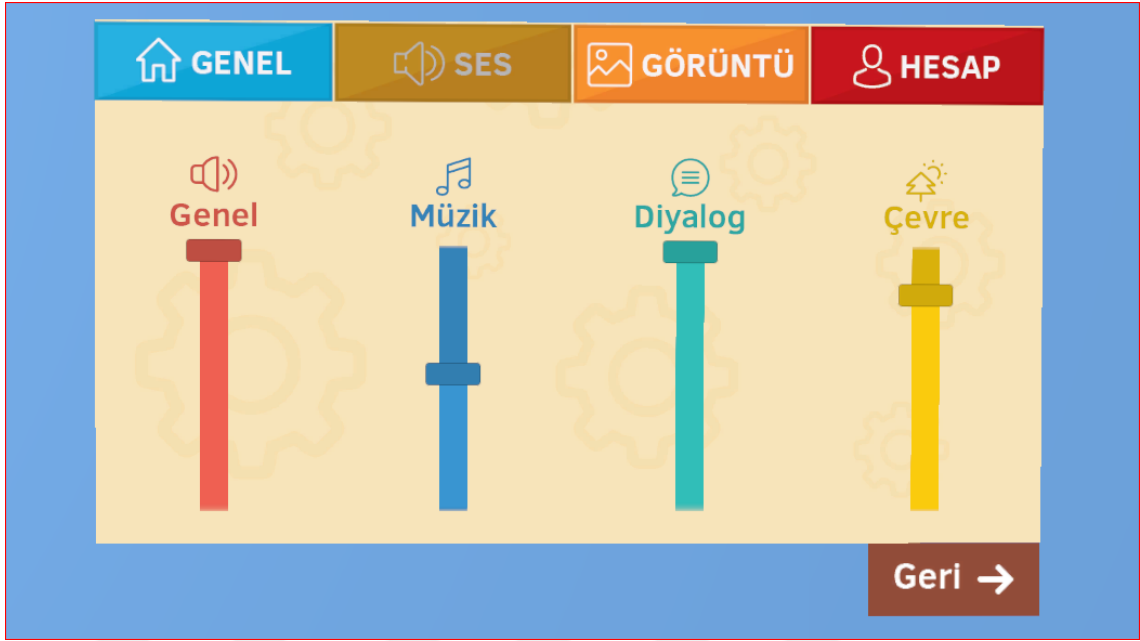 GENEL
SES
GÖRÜNTÜ
HESAP
Genel
Müzik
Diyalog
Çevre
Geri